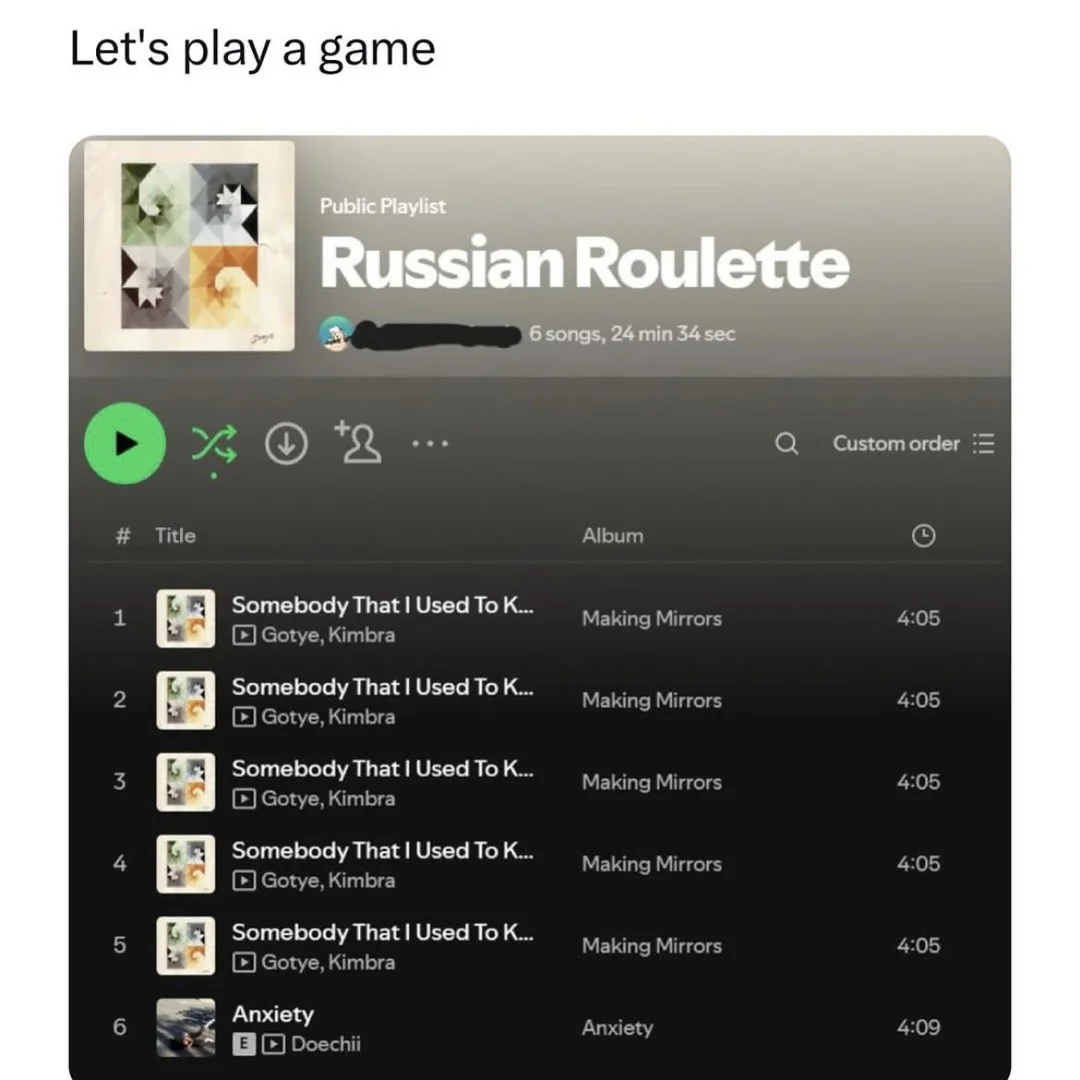 Let's play a game
Public Playlist
Russian Roulette
6 songs, 24 min 34 sec
Custom order
# Title Album
1 Somebody That I Used To K... Making Mirrors 4:05
Gotye, Kimbra
2 Somebody That I Used To K... Making Mirrors 4:05
Gotye, Kimbra
3 Somebody That I Used To K... Making Mirrors 4:05
Gotye, Kimbra
4 Somebody That I Used To K... Making Mirrors 4:05
Gotye, Kimbra
5 Somebody That I Used To K... Making Mirrors 4:05
Gotye, Kimbra
6 Anxiety Anxiety 4:09
E Doechii